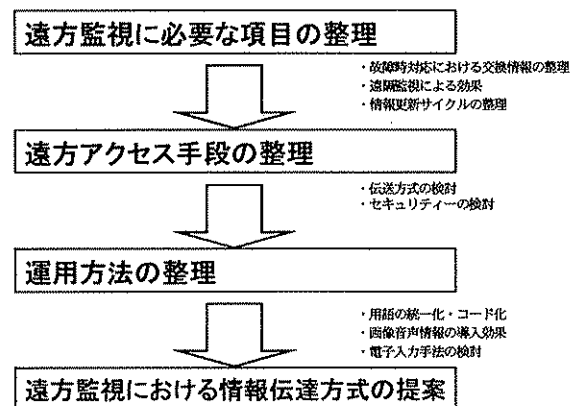 遠方監視に必要な項目の整理
・故障時対応における交換情報の整理
・遠隔監視による効果
・情報更新サイクルの整理
遠方アクセス手段の整理
・伝送方式の検討
・セキュリティーの検討
運用方法の整理
・用語の統一化・コード化
・画像音声情報の導入効果
・電子入力手法の検討
遠方監視における情報伝達方式の提案